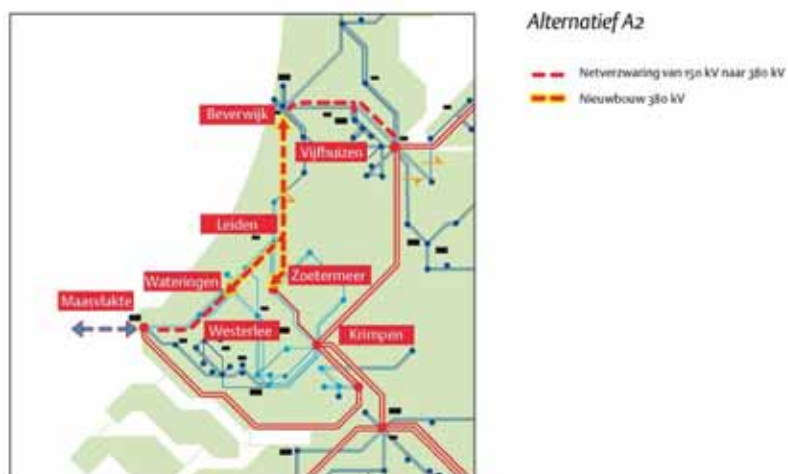 Alternatief A2
Netverzwaring van 150 kV naar 380 kV
Nieuwbouw 380 kV
Beverwijk
Vijfhuizen
Leiden
Zoetermeer
Wateringen
Maasvlakte
Westerlee
Krimpen